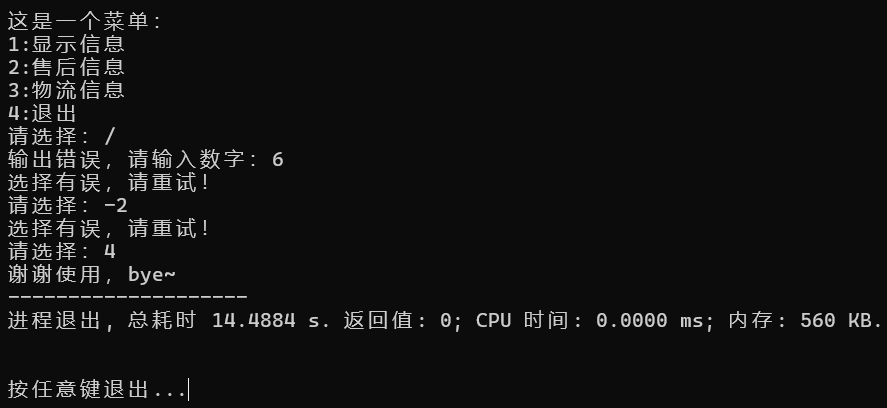 这是一个菜单：
1:显示信息
2:售后信息
3:物流信息
4:退出
请选择：/
输出错误，请输入数字：6
选择有误，请重试！
请选择：-2
选择有误，请重试！
请选择：4
谢谢使用，bye~
--------------------
进程退出，总耗时 14.4884 s. 返回值: 0; CPU 时间: 0.0000 ms; 内存: 560 KB.
按任意键退出...